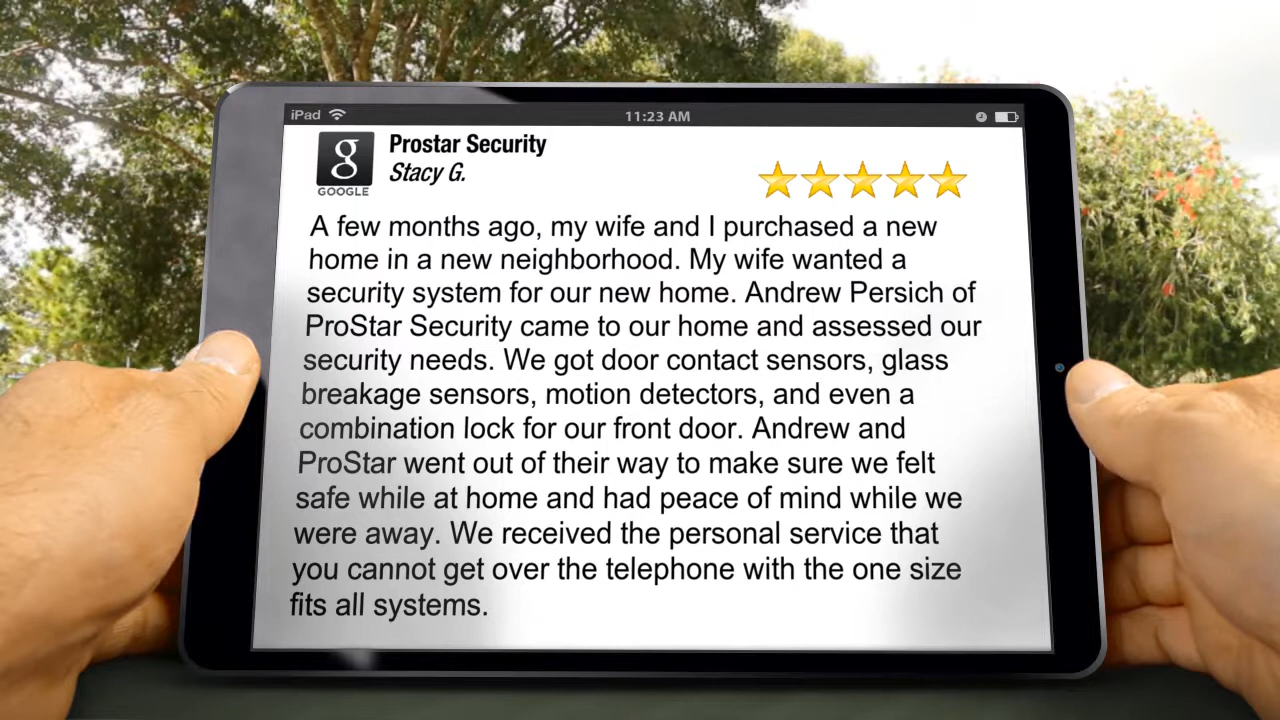 iPad 11:23 AM
g
GOOGLE
Prostar Security
Stacy G.
A few months ago, my wife and I purchased a new
home in a new neighborhood. My wife wanted a
security system for our new home. Andrew Persich of
ProStar Security came to our home and assessed our
security needs. We got door contact sensors, glass
breakage sensors, motion detectors, and even a
combination lock for our front door. Andrew and
ProStar went out of their way to make sure we felt
safe while at home and had peace of mind while we
were away. We received the personal service that
you cannot get over the telephone with the one size
fits all systems.